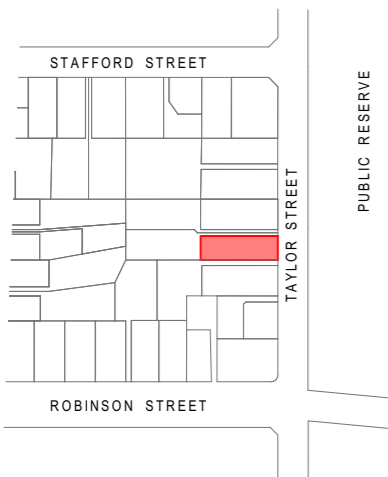 STAFFORD STREET
PUBLIC RESERVE
TAYLOR STREET
ROBINSON STREET